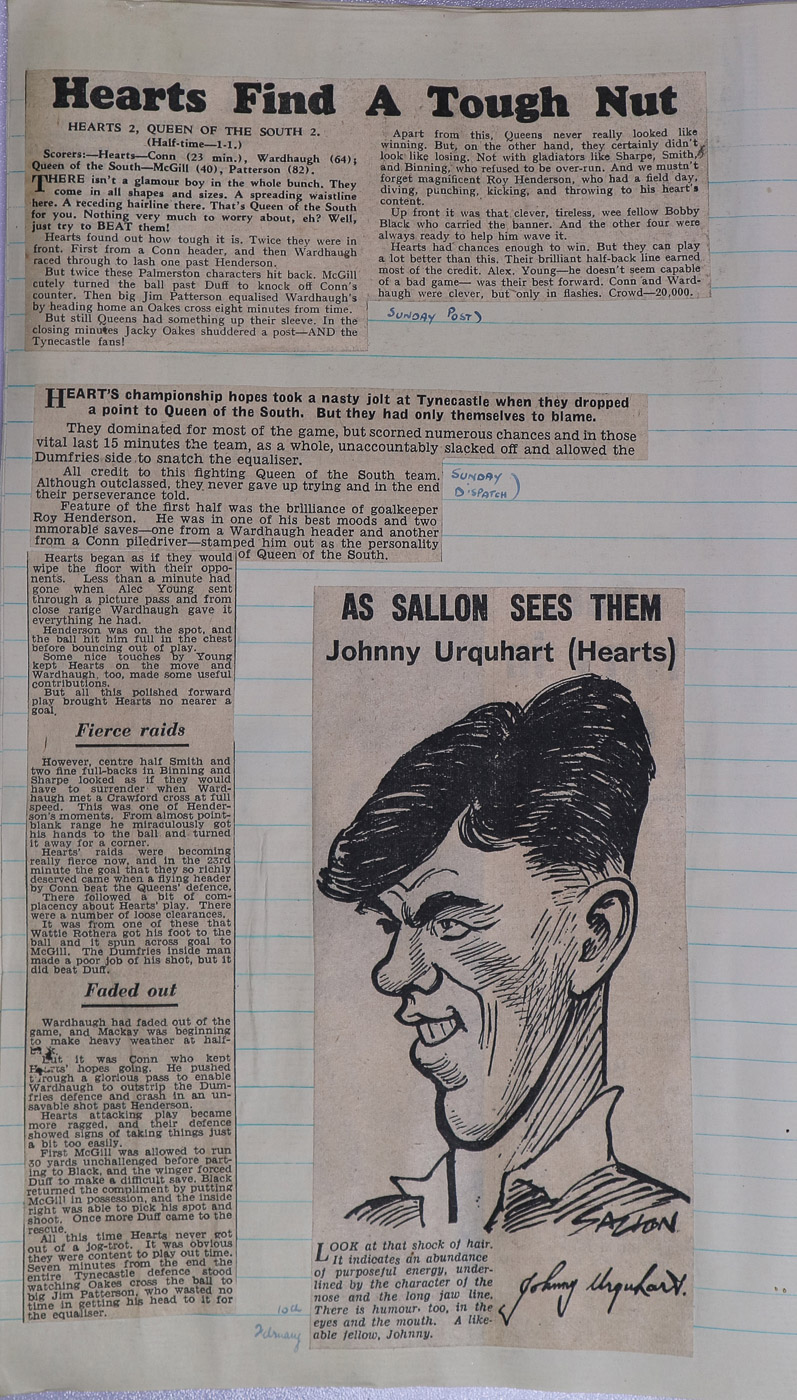 Hearts Find A Tough Nut
HEARTS 2, QUEEN OF THE SOUTH 2.
(Half-time—1-1.)
Scorers:—Hearts—Conn (23 min.), Wardhaugh (64);
Queen of the South—McGill (40), Patterson (82).
THERE isn't a glamour boy in the whole bunch. They
come in all shapes and sizes. A spreading waistline
here. A receding hairline there. That's Queen of the South
for you. Nothing very much to worry about, eh? Well,
just try to BEAT them!
Hearts found out how tough it is. Twice they were in
front. First from a Conn header, and then Wardhaugh
raced through to lash one past Henderson.
But twice these Palmerston characters hit back. McGill
cutely turned the ball past Duff to knock off Conn's
counter. Then big Jim Patterson equalised Wardhaugh's
by heading home an Oakes cross eight minutes from time.
But still Queens had something up their sleeve. In the
closing minutes Jacky Oakes shuddered a post—AND the
Tynecastle fans!
Apart from this, Queens never really looked like
winning. But, on the other hand, they certainly didn't
look like losing. Not with gladiators like Sharpe, Smith,
and Binning, who refused to be over-run. And we mustn't
forget magnificent Roy Henderson, who had a field day,
diving, punching, kicking, and throwing to his heart's
content.
Up front it was that clever, tireless, wee fellow Bobby
Black who carried the banner. And the other four were
always ready to help him wave it.
Hearts had chances enough to win. But they can play
a lot better than this. Their brilliant half-back line earned
most of the credit. Alex. Young—he doesn't seem capable
of a bad game— was their best forward. Conn and Ward-
haugh were clever, but only in flashes. Crowd—20,000.
SUNDAY POST)
HEART'S championship hopes took a nasty jolt at Tynecastle when they dropped
a point to Queen of the South. But they had only themselves to blame.
They dominated for most of the game, but scorned numerous chances and in those
vital last 15 minutes the team, as a whole, unaccountably slacked off and allowed the
Dumfries side to snatch the equaliser.
All credit to this fighting Queen of the South team.
Although outclassed, they never gave up trying and in the end
their perseverance told.
Feature of the first half was the brilliance of goalkeeper
Roy Henderson. He was in one of his best moods and two
mmorable saves—one from a Wardhaugh header and another
from a Conn piledriver—stamped him out as the personality
of Queen of the South.
SUNDAY
DISPATCH )
Hearts began as if they would
wipe the floor with their oppo-
nents. Less than a minute had
gone when Alec Young sent
through a picture pass and from
close range Wardhaugh gave it
everything he had.
Henderson was on the spot, and
the ball hit him full in the chest
before bouncing out of play.
Some nice touches by Young
kept Hearts on the move and
Wardhaugh, too, made some useful
contributions.
But all this polished forward
play brought Hearts no nearer a
goal.
Fierce raids
However, centre half Smith and
two fine full-backs in Binning and
Sharpe looked as if they would
have to surrender when Ward-
haugh met a Crawford cross at full
speed. This was one of Hender-
son's moments. From almost point-
blank range he miraculously got
his hands to the ball and turned
it away for a corner.
Hearts' raids were becoming
really fierce now, and in the 23rd
minute the goal that they so richly
deserved came when a flying header
by Conn beat the Queens' defence.
There followed a bit of com-
placency about Hearts' play. There
were a number of loose clearances.
It was from one of these that
Wattie Rothera got his foot to the
ball and it spun across goal to
McGill. The Dumfries inside man
made a poor job of his shot, but it
did beat Duff.
Faded out
Wardhaugh had faded out of the
game, and Mackay was beginning
to make heavy weather at half-
But it was Conn who kept
Hearts' hopes going. He pushed
through a glorious pass to enable
Wardhaugh to outstrip the Dum-
fries defence and crash in an un-
savable shot past Henderson.
Hearts attacking play became
more ragged, and their defence
showed signs of taking things just
a bit too easily.
First McGill was allowed to run
30 yards unchallenged before part-
ing to Black, and the winger forced
Duff to make a difficult save. Black
returned the compliment by putting
McGill in possession, and the inside
right was able to pick his spot and
shoot. Once more Duff came to the
rescue.
All this time Hearts never got
out of a jog-trot. It was obvious
they were content to play out time.
Seven minutes from the end the
entire Tynecastle defence stood
watching Oakes cross the ball to
big Jim Patterson, who wasted no
time in getting his head to it for
the equaliser.
AS SALLON SEES THEM
Johnny Urquhart (Hearts)
SALLON
LOOK at that shock of hair.
It indicates an abundance
of purposeful energy, under-
lined by the character of the
nose and the long jaw line.
There is humour, too, in the
eyes and the mouth. A like-
able fellow, Johnny.
Johnny Urquhart.
10th
February